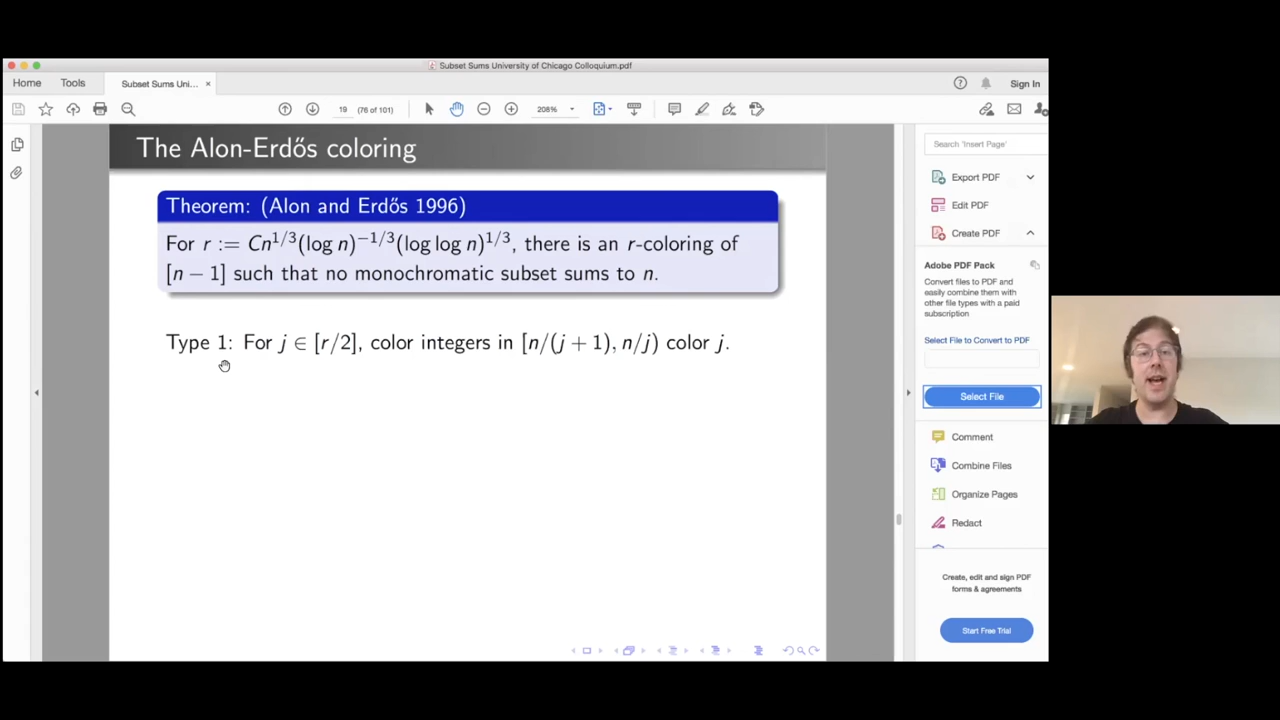 Subset Sums University of Chicago Colloquium.pdf
Home
Tools
Subset Sums Uni...
×
Sign In
19
(76 of 101)
208%
The Alon-Erdős coloring
Theorem: (Alon and Erdős 1996)
For r := Cn^{1/3}(log n)^{−1/3}(log log n)^{1/3}, there is an r-coloring of
[n − 1] such that no monochromatic subset sums to n.
Type 1: For j ∈ [r/2], color integers in [n/(j + 1), n/j) color j.
Search 'Insert Page'
Export PDF
Edit PDF
Create PDF
Adobe PDF Pack
Convert files to PDF and
easily combine them with
other file types with a paid
subscription
Select File to Convert to PDF
Select File
Comment
Combine Files
Organize Pages
Redact
Create, edit and sign PDF
forms & agreements
Start Free Trial